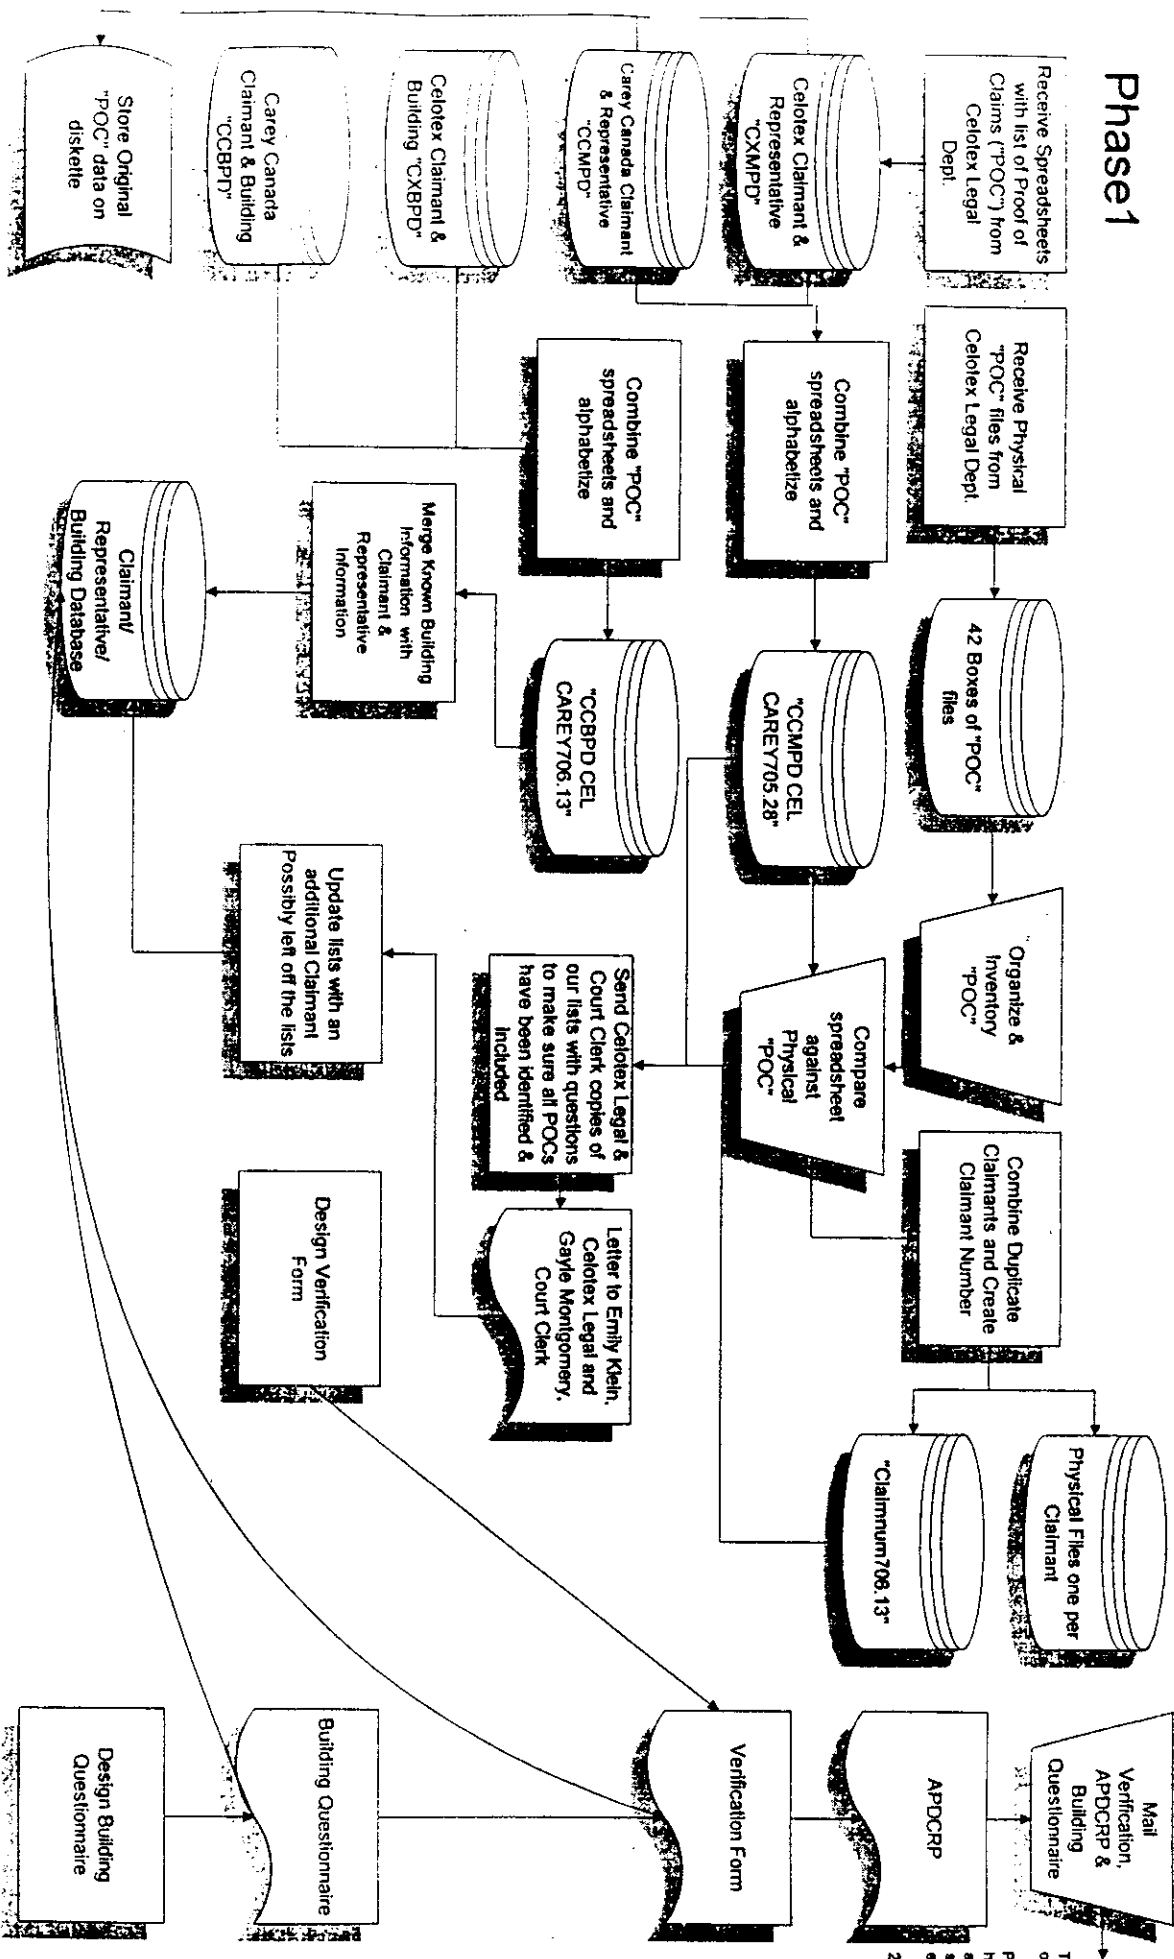 Phase1
Receive Spreadsheets
with list of Proof of
Claims ("POC") from
Celotex Legal
Dept.
Celotex Claimant &
Representative
"CXMPD"
Carey Canada Claimant
& Representative
"CCMPD"
Celotex Claimant &
Building "CXBPD"
Carey Canada
Claimant & Building
"CCBPD"
Store Original
"POC" data on
diskette
Receive Physical
"POC" files from
Celotex Legal Dept.
Combine "POC"
spreadsheets and
alphabetize
Combine "POC"
spreadsheets and
alphabetize
Merge Known Building
Information with
Claimant &
Representative
Information
Claimant/
Representative/
Building Database
42 Boxes of "POC"
files
"CCMPD CEL
CAREY705.28"
"CCBPD CEL
CAREY706.13"
Organize &
Inventory
"POC"
Compare
spreadsheet
against
Physical
"POC"
Send Celotex Legal &
Court Clerk copies of
our lists with questions
to make sure all POCs
have been identified &
included
Update lists with an
additional Claimant
Possibly left off the lists
Combine Duplicate
Claimants and Create
Claimant Number
Letter to Emily Klein,
Celotex Legal and
Gayle Montgomery,
Court Clerk
Design Verification
Form
Physical Files one per
Claimant
"Claimnum706.13"
Mail
Verification,
APDCRP &
Building
Questionnaire
APDCRP
Verification Form
Building Questionnaire
Design Building
Questionnaire